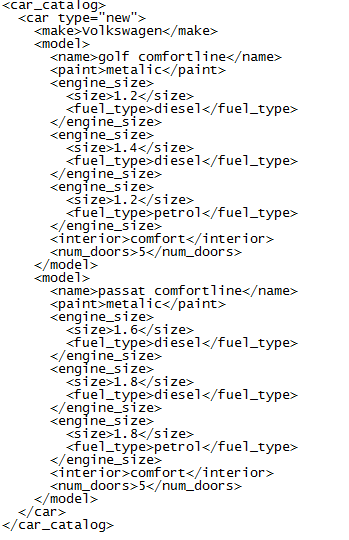 <car_catalog>
  <car type="new">
    <make>Volkswagen</make>
    <model>
      <name>golf comfortline</name>
      <paint>metalic</paint>
      <engine_size>
        <size>1.2</size>
        <fuel_type>diesel</fuel_type>
      </engine_size>
      <engine_size>
        <size>1.4</size>
        <fuel_type>diesel</fuel_type>
      </engine_size>
      <engine_size>
        <size>1.2</size>
        <fuel_type>petrol</fuel_type>
      </engine_size>
      <interior>comfort</interior>
      <num_doors>5</num_doors>
    </model>
    <model>
      <name>passat comfortline</name>
      <paint>metalic</paint>
      <engine_size>
        <size>1.6</size>
        <fuel_type>diesel</fuel_type>
      </engine_size>
      <engine_size>
        <size>1.8</size>
        <fuel_type>diesel</fuel_type>
      </engine_size>
      <engine_size>
        <size>1.8</size>
        <fuel_type>petrol</fuel_type>
      </engine_size>
      <interior>comfort</interior>
      <num_doors>5</num_doors>
    </model>
  </car>
</car_catalog>